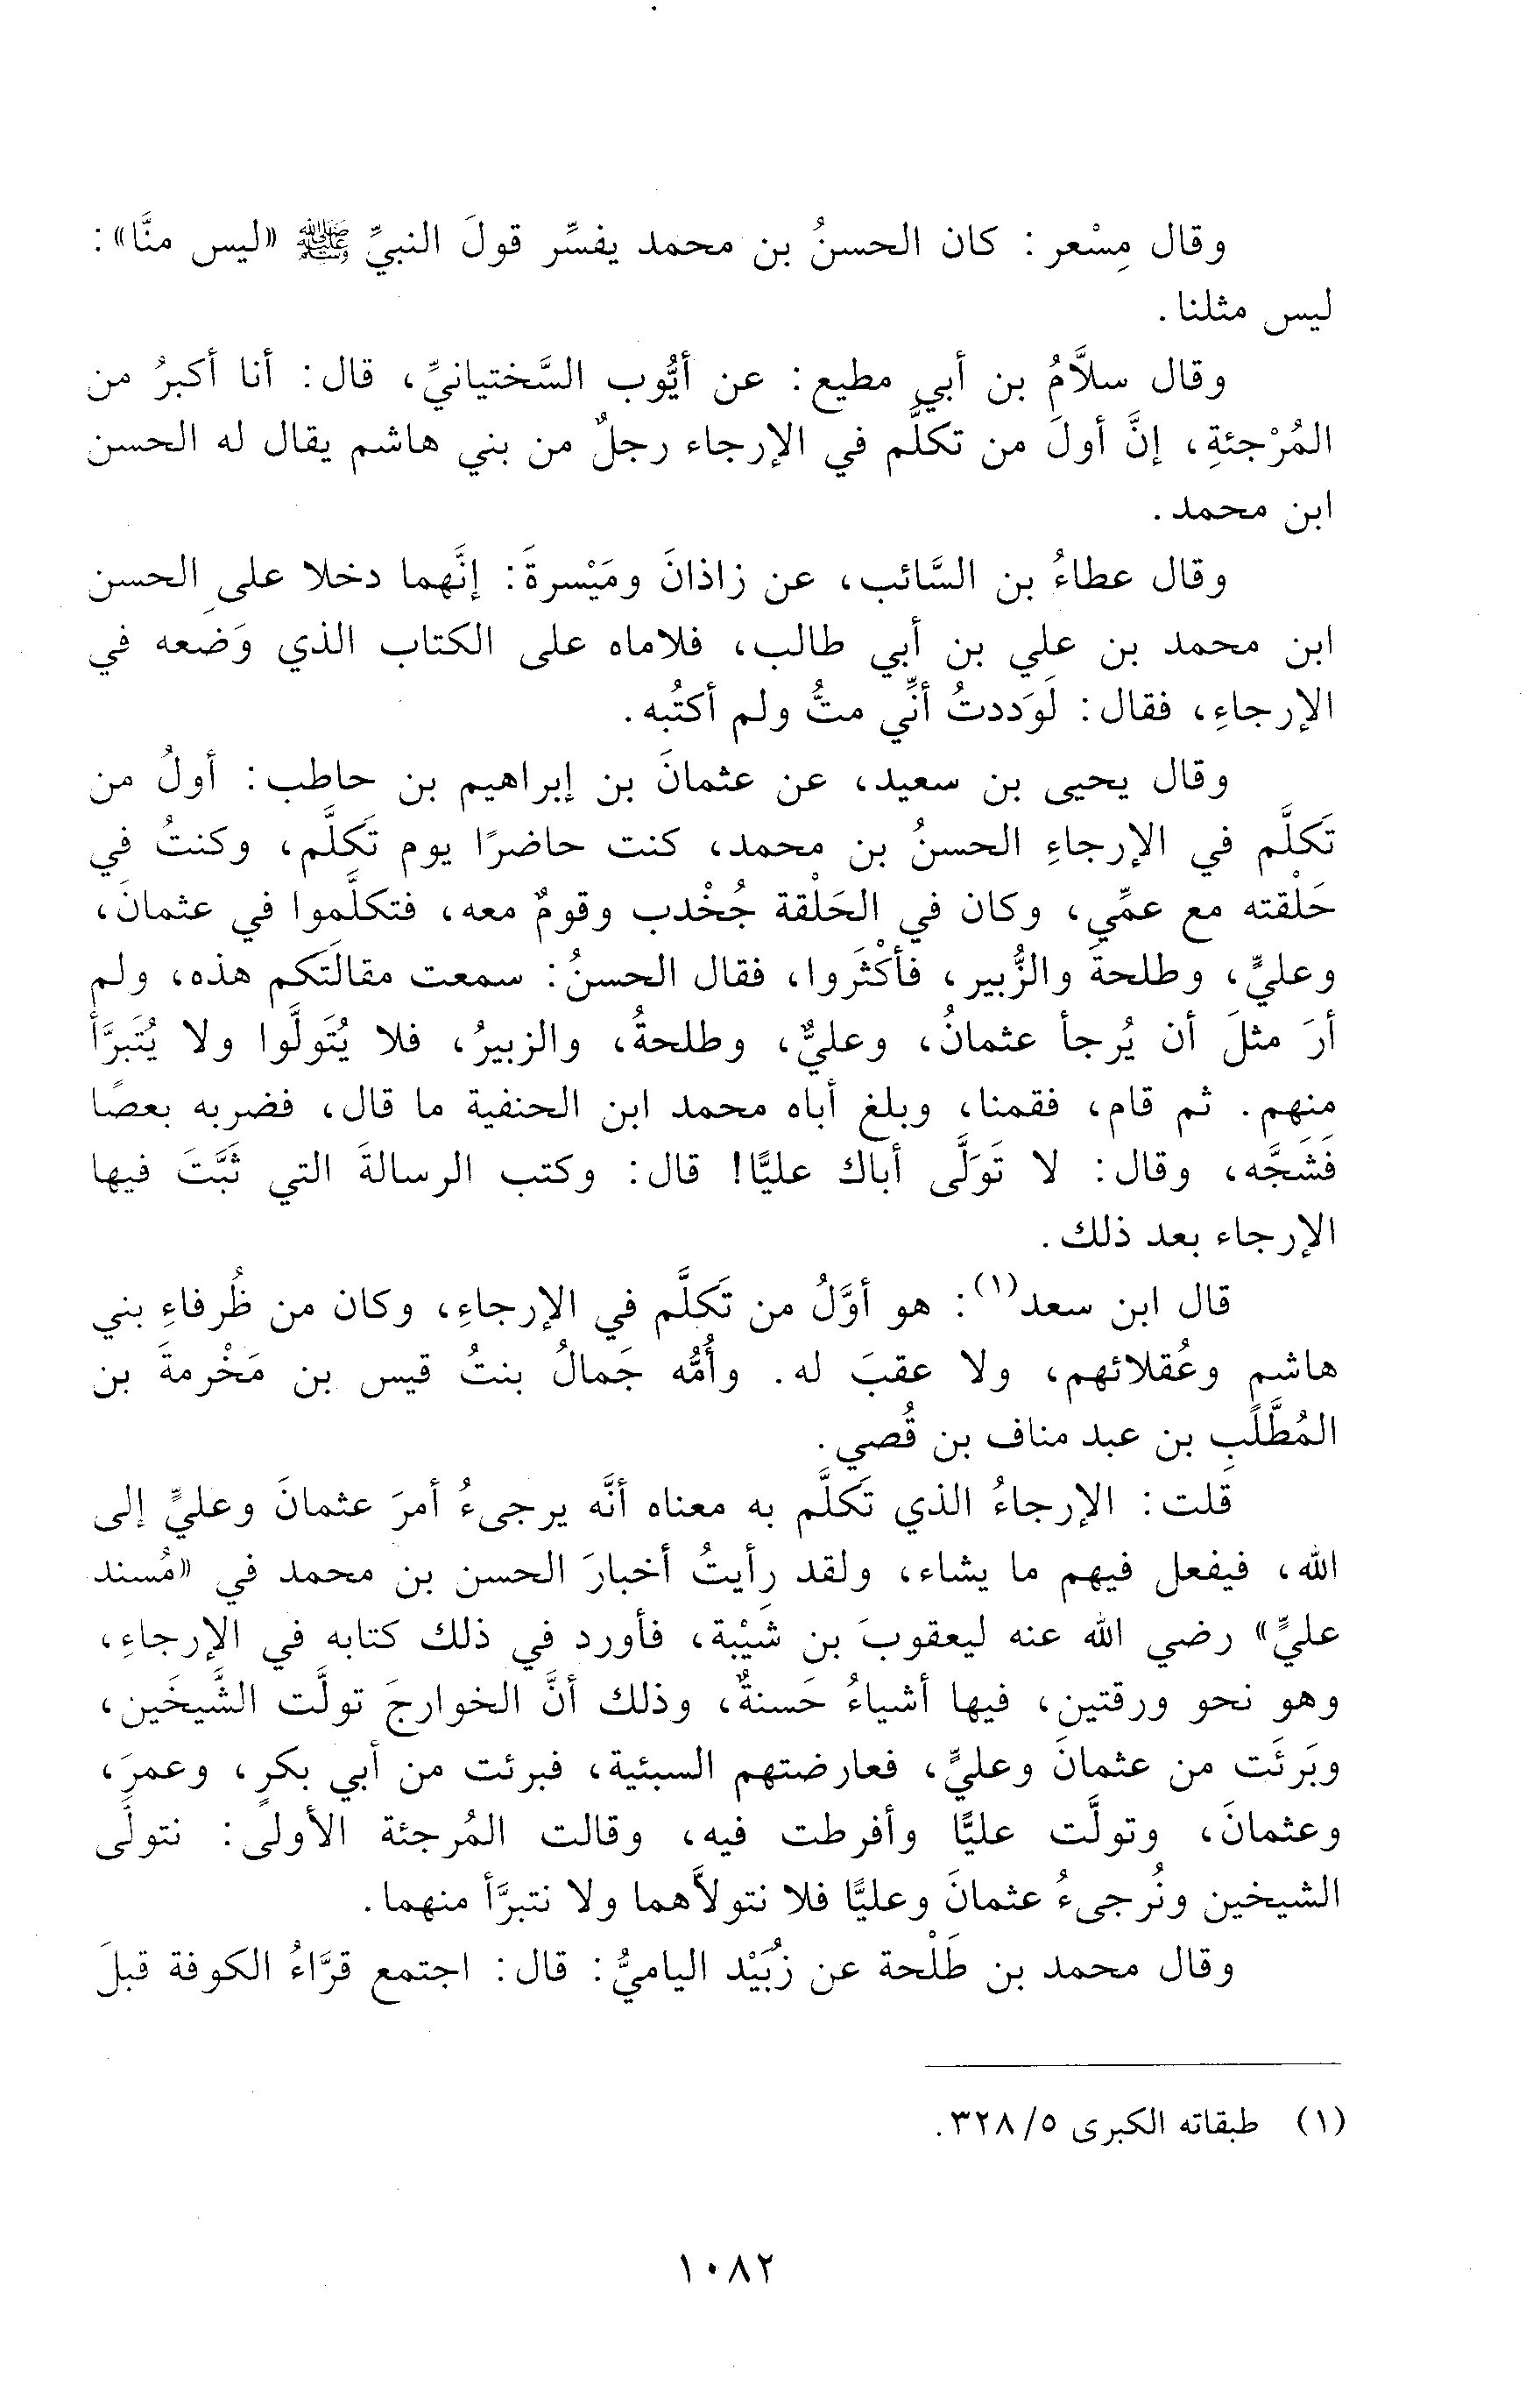 وقال مِسْعر: كان الحسنُ بن محمد يفسِّر قولَ النبيِّ ﷺ «ليس منَّا»:
ليس مثلنا.
وقال سلاَّمُ بن أبي مطيع: عن أيُّوب السَّختيانيِّ، قال: أنا أكبرُ من
المُرْجئةِ، إنَّ أولَ من تكلَّم في الإرجاء رجلٌ من بني هاشم يقال له الحسن
ابن محمد.
وقال عطاءُ بن السَّائب، عن زاذانَ ومَيْسرةَ: إنَّهما دخلا على الحسنِ
ابن محمد بن علي بن أبي طالب، فلاماه على الكتاب الذي وَضعه في
الإرجاءِ، فقال: لَوَددتُ أنِّي متُّ ولم أكتُبه.
وقال يحيى بن سعيد، عن عثمانَ بن إبراهيم بن حاطب: أولُ من
تَكلَّم في الإرجاءِ الحسنُ بن محمد، كنت حاضرًا يوم تَكلَّم، وكنتُ في
حَلْقته مع عمِّي، وكان في الحَلْقة جُخْدب وقومٌ معه، فتكلَّموا في عثمانَ،
وعليٍّ، وطلحةَ والزُّبير، فأكْثَروا، فقال الحسنُ: سمعت مقالَتكم هذه، ولم
أرَ مثلَ أن يُرجأ عثمانُ، وعليٌّ، وطلحةُ، والزبيرُ، فلا يُتَولَّوا ولا يُتَبرَّأ
منهم. ثم قام، فقمنا، وبلغ أباه محمد ابن الحنفية ما قال، فضربه بعصًا
فَشَجَّه، وقال: لا تَوَلَّى أباك عليًّا! قال: وكتب الرسالةَ التي ثَبَّتَ فيها
الإرجاء بعد ذلك.
قال ابن سعد(١): هو أوَّلُ من تَكلَّم في الإرجاءِ، وكان من ظُرفاءِ بني
هاشم وعُقلائهم، ولا عقبَ له. وأُمُّه جَمالُ بنتُ قيس بن مَخْرمةَ بن
المُطَّلبِ بن عبد مناف بن قُصي.
قلت: الإرجاءُ الذي تَكلَّم به معناه أنَّه يرجىءُ أمرَ عثمانَ وعليٍّ إلى
الله، فيفعل فيهم ما يشاء، ولقد رأيتُ أخبارَ الحسن بن محمد في «مُسند
عليٍّ» رضي الله عنه ليعقوبَ بن شَيْبة، فأورد في ذلك كتابه في الإرجاءِ،
وهو نحو ورقتين، فيها أشياءُ حَسنةٌ، وذلك أنَّ الخوارجَ تولَّت الشَّيخَين،
وبَرئَت من عثمانَ وعليٍّ، فعارضتهم السبئية، فبرئت من أبي بكرٍ، وعمرَ،
وعثمانَ، وتولَّت عليًّا وأفرطت فيه، وقالت المُرجئة الأولى: نتولَّى
الشيخين ونُرجىءُ عثمانَ وعليًّا فلا نتولاَّهما ولا نتبرَّأ منهما.
وقال محمد بن طَلْحة عن زُبَيْد الياميُّ: قال: اجتمع قرَّاءُ الكوفة قبلَ
(١) طبقاته الكبرى ٥/ ٣٢٨.
١٠٨٢